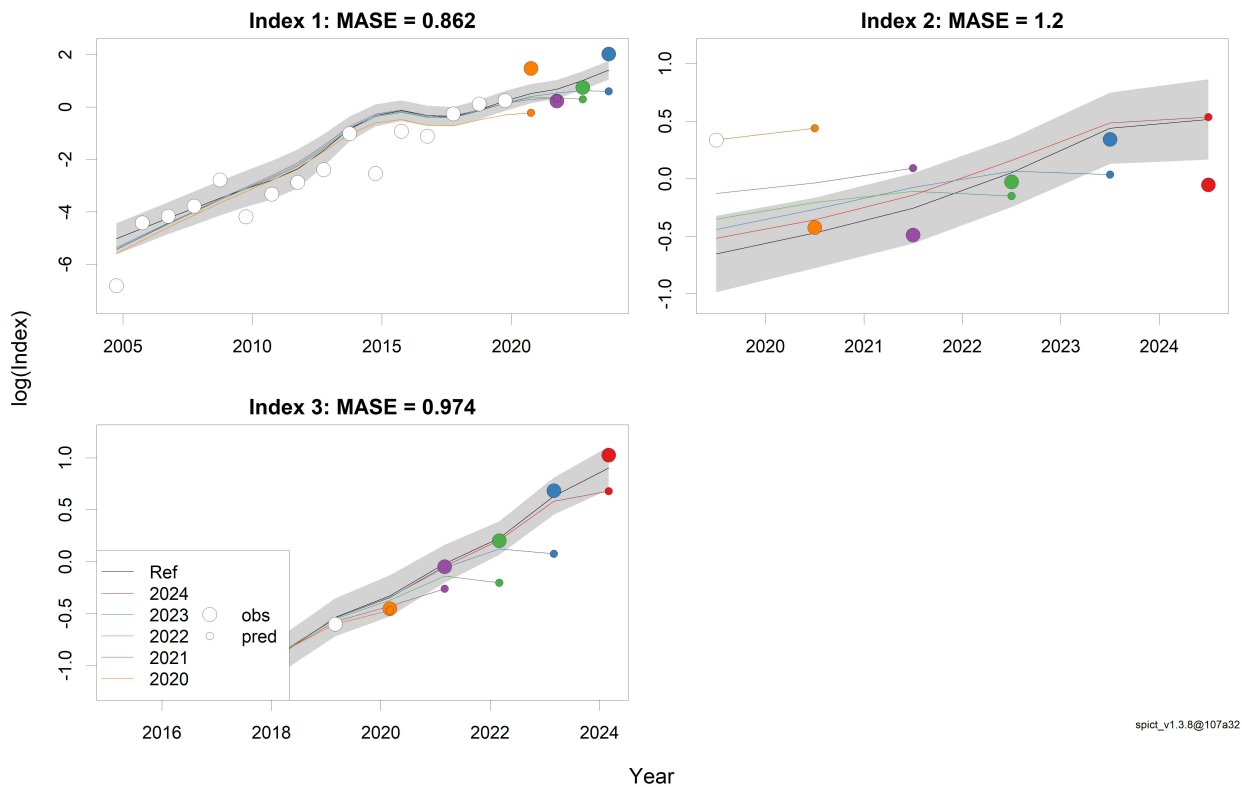 Index 1: MASE = 0.862
2
0
-2
-4
-6
2005 2010 2015 2020
Index 2: MASE = 1.2
1.0
0.5
0.0
-0.5
-1.0
2020 2021 2022 2023 2024
log(Index)
Index 3: MASE = 0.974
1.0
0.5
0.0
-0.5
-1.0
Ref
2024
2023
2022
2021
2020
obs
pred
2016 2018 2020 2022 2024
spict_v1.3.8@107a32
Year